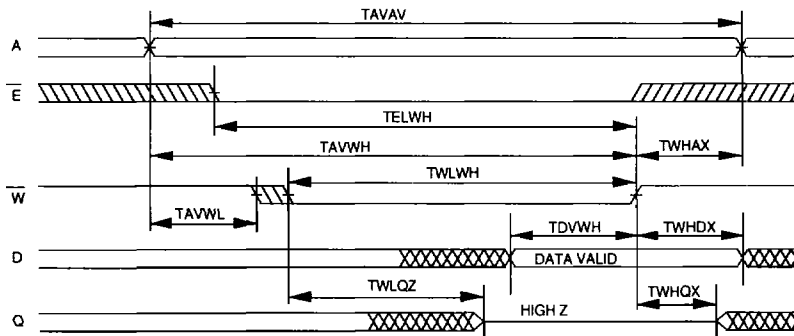 TAVAV
A
E
TELWH
TAVWH TWHAX
TWLWH
W
TAVWL
TDVWH TWHDX
D DATA VALID
TWLQZ TWHQX
HIGH Z
Q